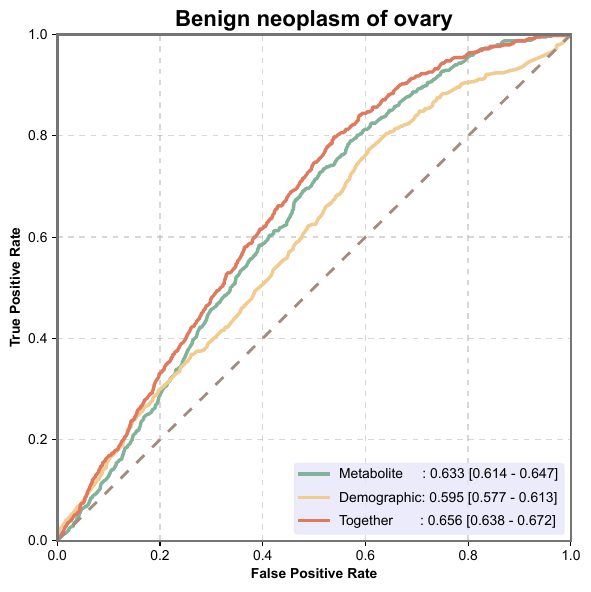 Benign neoplasm of ovary
True Positive Rate
1.0
0.8
0.6
0.4
0.2
0.0
Metabolite : 0.633 [0.614 - 0.647]
Demographic: 0.595 [0.577 - 0.613]
Together : 0.656 [0.638 - 0.672]
0.0 0.2 0.4 0.6 0.8 1.0
False Positive Rate